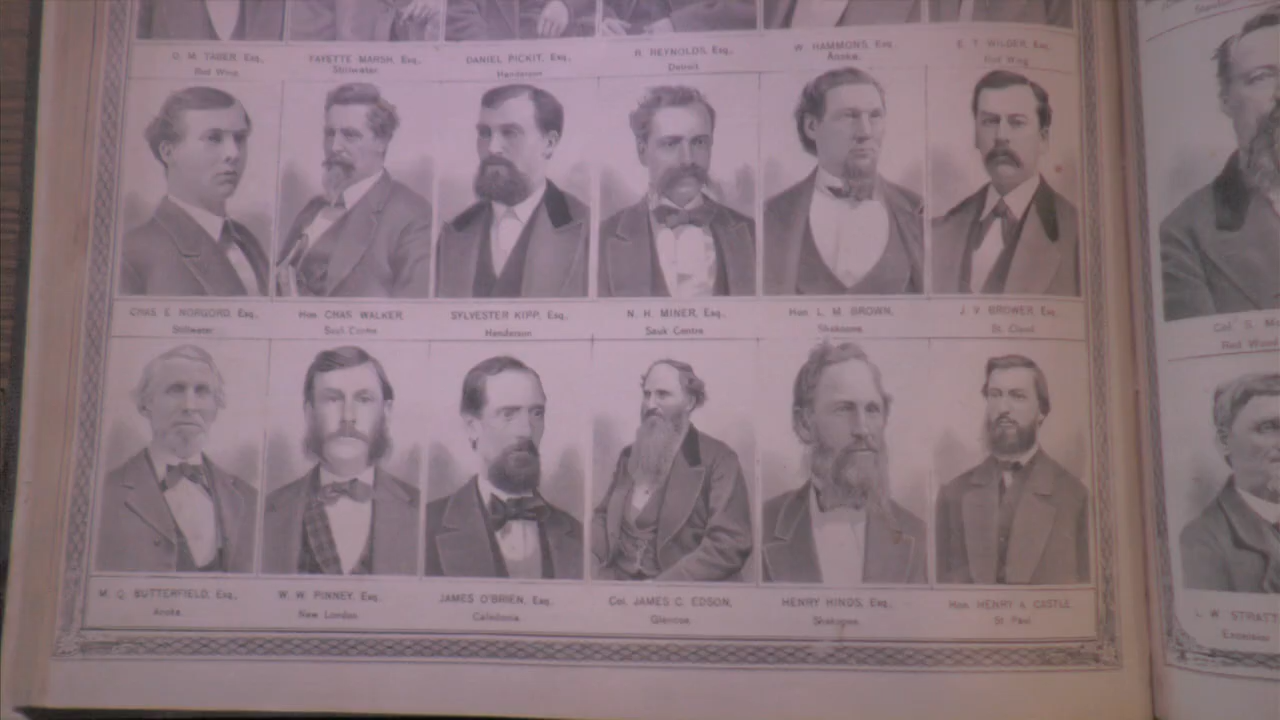 O. M. TABER, Esq.,
Red Wing.
FAYETTE MARSH, Esq.,
Stillwater.
DANIEL PICKIT, Esq.,
Henderson
R. REYNOLDS, Esq.,
Detroit.
W. HAMMONS, Esq.
Anoka.
E. T. WILDER, Esq.
Red Wing
CHAS E. NORGORD, Esq.,
Stillwater
Hon. CHAS WALKER,
Sauk Centre
SYLVESTER KIPP, Esq.,
Henderson
N. H. MINER, Esq.,
Sauk Centre
Hon. L. M. BROWN,
Shakopee.
J. V. BROWER, Esq.
St. Cloud
M. Q. BUTTERFIELD, Esq.,
Anoka.
W. W. PINNEY, Esq.
New London.
JAMES O'BRIEN, Esq.
Caledonia.
Col. JAMES C. EDSON,
Glencoe.
HENRY HINDS, Esq.,
Shakopee.
Hon. HENRY A. CASTLE,
St. Paul
Col. S.
Red Wood
L. W. STRATT
Excelsior